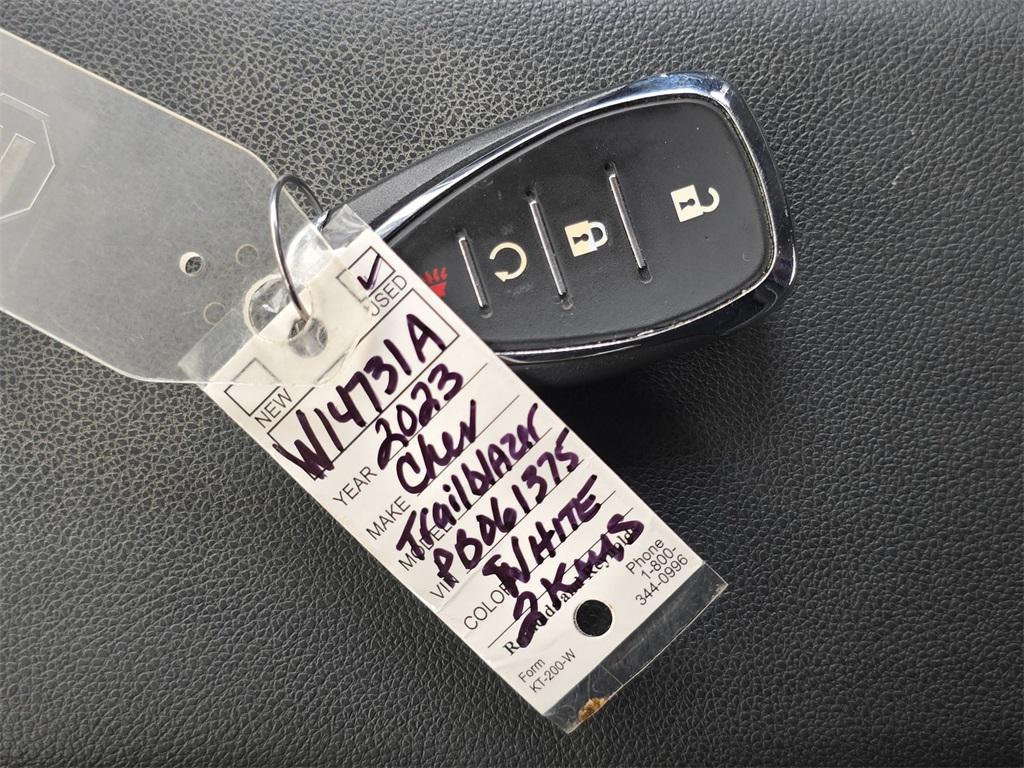 NEW USED
W14731A
YEAR 2023
MAKE Chev
MODEL Trailblazer
VIN PB061375
COLOR WHITE
2 KEYS
Phone
1-800-
344-0996
Form
KT-200-W